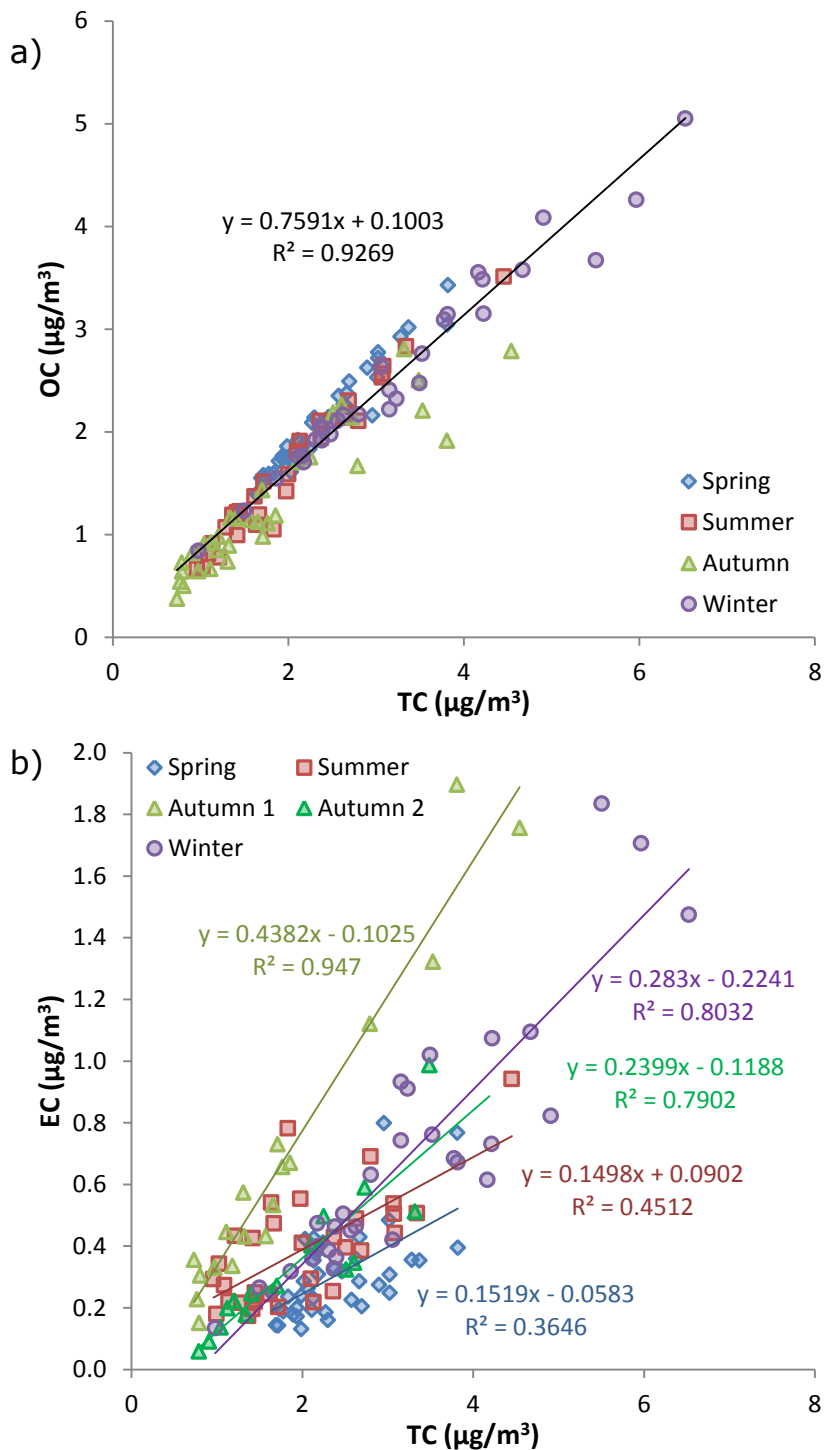 a)
6
5
4
3
2
1
0
OC (µg/m³)
y = 0.7591x + 0.1003
R² = 0.9269
Spring
Summer
Autumn
Winter
0 2 4 6 8
TC (µg/m³)
b)
2.0
1.8
1.6
1.4
1.2
1.0
0.8
0.6
0.4
0.2
0.0
EC (µg/m³)
Spring Summer
Autumn 1 Autumn 2
Winter
y = 0.4382x - 0.1025
R² = 0.947
y = 0.283x - 0.2241
R² = 0.8032
y = 0.2399x - 0.1188
R² = 0.7902
y = 0.1498x + 0.0902
R² = 0.4512
y = 0.1519x - 0.0583
R² = 0.3646
0 2 4 6 8
TC (µg/m³)